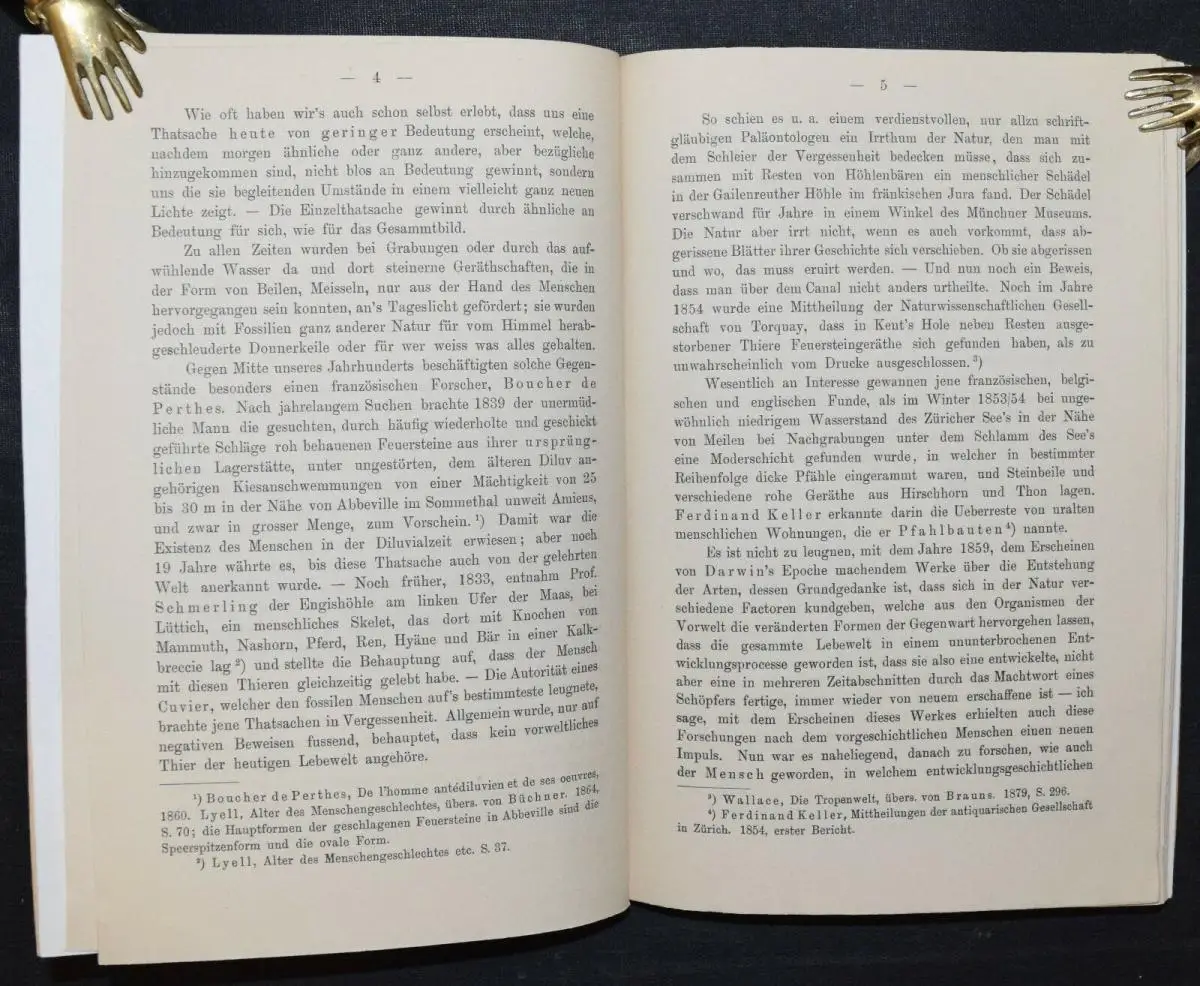 — 4 —
Wie oft haben wir's auch schon selbst erlebt, dass uns eine
Thatsache heute von geringer Bedeutung erscheint, welche,
nachdem morgen ähnliche oder ganz andere, aber bezügliche
hinzugekommen sind, nicht blos an Bedeutung gewinnt, sondern
uns die sie begleitenden Umstände in einem vielleicht ganz neuen
Lichte zeigt. — Die Einzelthatsache gewinnt durch ähnliche an
Bedeutung für sich, wie für das Gesammtbild.
Zu allen Zeiten wurden bei Grabungen oder durch das auf-
wühlende Wasser da und dort steinerne Geräthschaften, die in
der Form von Beilen, Meisseln, nur aus der Hand des Menschen
hervorgegangen sein konnten, an's Tageslicht gefördert; sie wurden
jedoch mit Fossilien ganz anderer Natur für vom Himmel herab-
geschleuderte Donnerkeile oder für wer weiss was alles gehalten.
Gegen Mitte unseres Jahrhunderts beschäftigten solche Gegen-
stände besonders einen französischen Forscher, Boucher de
Perthes. Nach jahrelangem Suchen brachte 1839 der unermüd-
liche Mann die gesuchten, durch häufig wiederholte und geschickt
geführte Schläge roh behauenen Feuersteine aus ihrer ursprüng-
lichen Lagerstätte, unter ungestörten, dem älteren Diluv an-
gehörigen Kiesanschwemmungen von einer Mächtigkeit von 25
bis 30 m in der Nähe von Abbeville im Sommethal unweit Amiens,
und zwar in grosser Menge, zum Vorschein. ¹) Damit war die
Existenz des Menschen in der Diluvialzeit erwiesen; aber noch
19 Jahre währte es, bis diese Thatsache auch von der gelehrten
Welt anerkannt wurde. — Noch früher, 1833, entnahm Prof.
Schmerling der Engishöhle am linken Ufer der Maas, bei
Lüttich, ein menschliches Skelet, das dort mit Knochen von
Mammuth, Nashorn, Pferd, Ren, Hyäne und Bär in einer Kalk-
breccie lag ²) und stellte die Behauptung auf, dass der Mensch
mit diesen Thieren gleichzeitig gelebt habe. — Die Autorität eines
Cuvier, welcher den fossilen Menschen auf's bestimmteste leugnete,
brachte jene Thatsachen in Vergessenheit. Allgemein wurde, nur auf
negativen Beweisen fussend, behauptet, dass kein vorweltliches
Thier der heutigen Lebewelt angehöre.
¹) Boucher de Perthes, De l'homme antédiluvien et de ses oeuvres,
1860. Lyell, Alter des Menschengeschlechtes, übers. von Büchner. 1864,
S. 70; die Hauptformen der geschlagenen Feuersteine in Abbeville sind die
Speerspitzenform und die ovale Form.
²) Lyell, Alter des Menschengeschlechtes etc. S. 37.
— 5 —
So schien es u. a. einem verdienstvollen, nur allzu schrift-
gläubigen Paläontologen ein Irrthum der Natur, den man mit
dem Schleier der Vergessenheit bedecken müsse, dass sich zu-
sammen mit Resten von Höhlenbären ein menschlicher Schädel
in der Gailenreuther Höhle im fränkischen Jura fand. Der Schädel
verschwand für Jahre in einem Winkel des Münchner Museums.
Die Natur aber irrt nicht, wenn es auch vorkommt, dass ab-
gerissene Blätter ihrer Geschichte sich verschieben. Ob sie abgerissen
und wo, das muss eruirt werden. — Und nun noch ein Beweis,
dass man über dem Canal nicht anders urtheilte. Noch im Jahre
1854 wurde eine Mittheilung der Naturwissenschaftlichen Gesell-
schaft von Torquay, dass in Kent's Hole neben Resten ausge-
storbener Thiere Feuersteingeräthe sich gefunden haben, als zu
unwahrscheinlich vom Drucke ausgeschlossen. ³)
Wesentlich an Interesse gewannen jene französischen, belgi-
schen und englischen Funde, als im Winter 1853/54 bei unge-
wöhnlich niedrigem Wasserstand des Züricher See's in der Nähe
von Meilen bei Nachgrabungen unter dem Schlamm des See's
eine Moderschicht gefunden wurde, in welcher in bestimmter
Reihenfolge dicke Pfähle eingerammt waren, und Steinbeile und
verschiedene rohe Geräthe aus Hirschhorn und Thon lagen.
Ferdinand Keller erkannte darin die Ueberreste von uralten
menschlichen Wohnungen, die er Pfahlbauten ⁴) nannte.
Es ist nicht zu leugnen, mit dem Jahre 1859, dem Erscheinen
von Darwin's Epoche machendem Werke über die Entstehung
der Arten, dessen Grundgedanke ist, dass sich in der Natur ver-
schiedene Factoren kundgeben, welche aus den Organismen der
Vorwelt die veränderten Formen der Gegenwart hervorgehen lassen,
dass die gesammte Lebewelt in einem ununterbrochenen Ent-
wicklungsprocesse geworden ist, dass sie also eine entwickelte, nicht
aber eine in mehreren Zeitabschnitten durch das Machtwort eines
Schöpfers fertige, immer wieder von neuem erschaffene ist — ich
sage, mit dem Erscheinen dieses Werkes erhielten auch diese
Forschungen nach dem vorgeschichtlichen Menschen einen neuen
Impuls. Nun war es naheliegend, danach zu forschen, wie auch
der Mensch geworden, in welchem entwicklungsgeschichtlichen
³) Wallace, Die Tropenwelt, übers. von Brauns. 1879, S. 296.
⁴) Ferdinand Keller, Mittheilungen der antiquarischen Gesellschaft
in Zürich. 1854, erster Bericht.